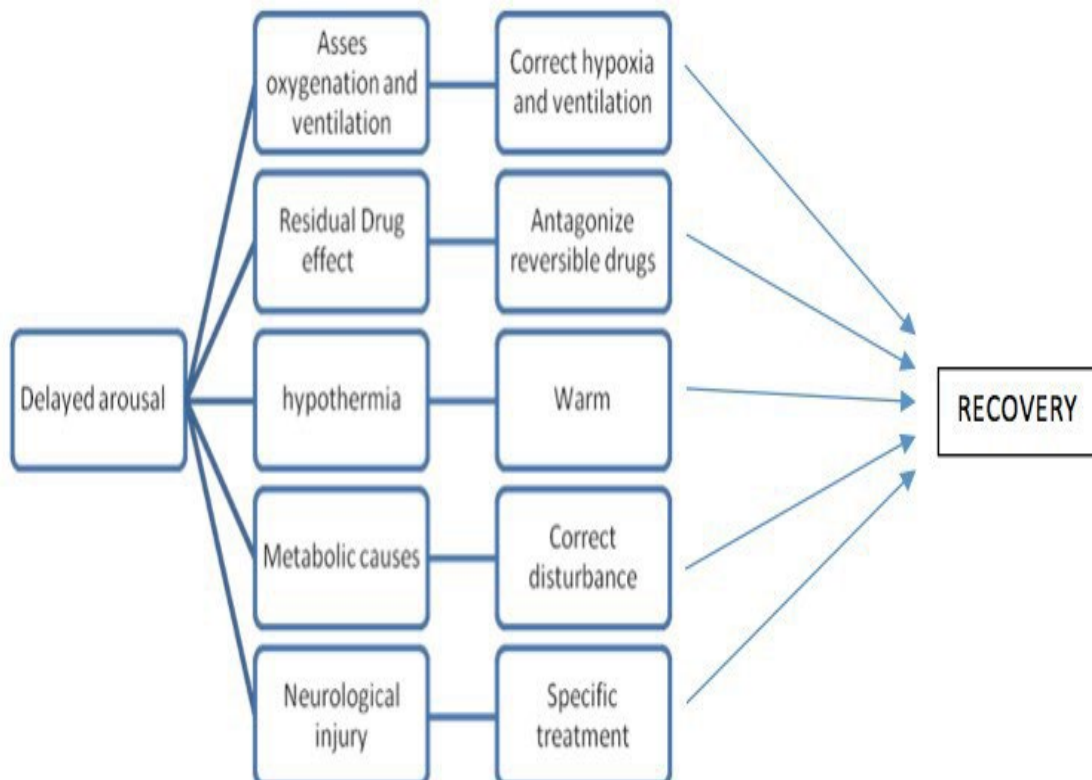 Asses
oxygenation and
ventilation
Correct hypoxia
and ventilation
Residual Drug
effect
Antagonize
reversible drugs
Delayed arousal
hypothermia
Warm
RECOVERY
Metabolic causes
Correct
disturbance
Neurological
injury
Specific
treatment